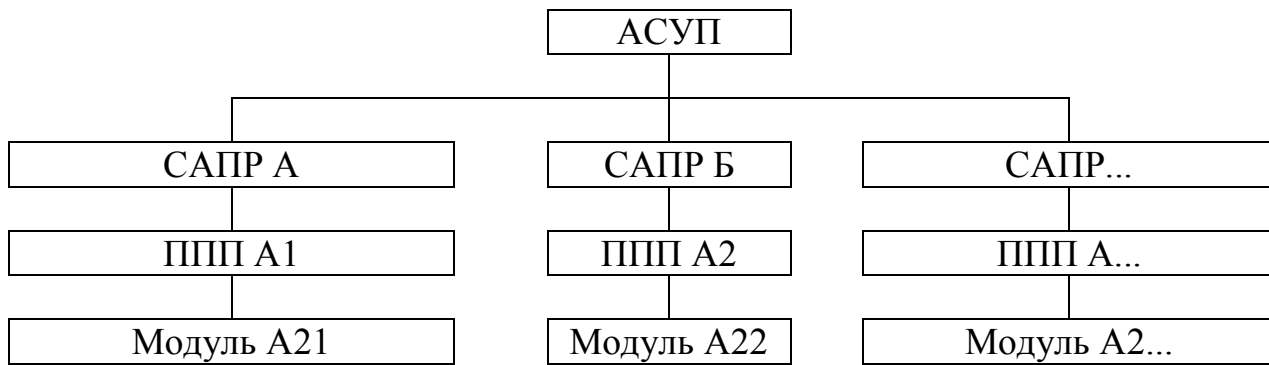 АСУП
САПР А
САПР Б
САПР...
ППП А1
ППП А2
ППП А...
Модуль А21
Модуль А22
Модуль А2...